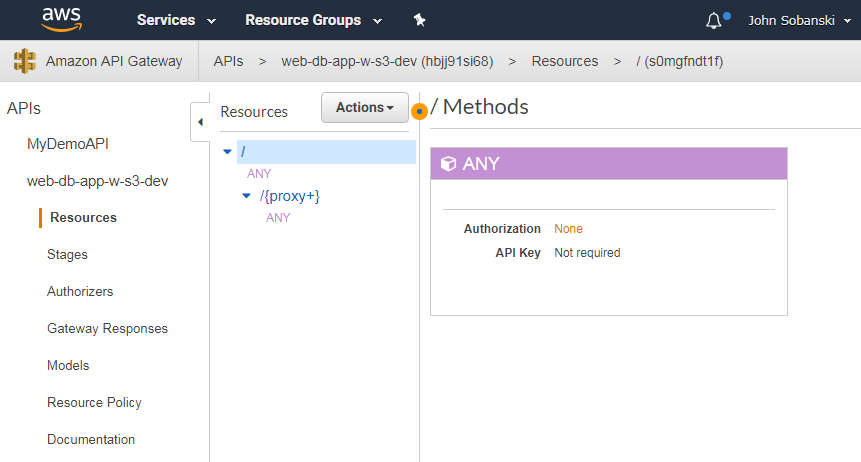 aws Services Resource Groups John Sobanski
Amazon API Gateway APIs > web-db-app-w-s3-dev (hbjj91si68) > Resources > / (s0mgfndt1f)
APIs
MyDemoAPI
web-db-app-w-s3-dev
Resources
Stages
Authorizers
Gateway Responses
Models
Resource Policy
Documentation
Resources Actions
/
ANY
/{proxy+}
ANY
/ Methods
ANY
Authorization None
API Key Not required